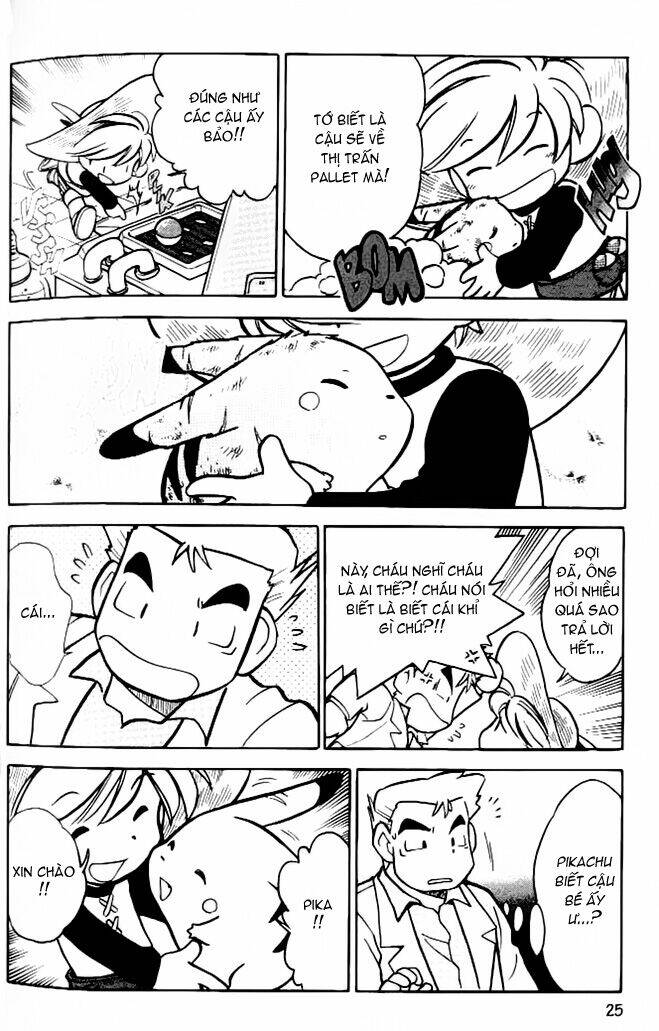 TỚ BIẾT LÀ
CẬU SẼ VỀ
THỊ TRẤN
PALLET MÀ!
BOM
ĐÚNG NHƯ
CÁC CẬU ẤY
BẢO!!
ĐỢI
ĐÃ, ÔNG
HỎI NHIỀU
QUÁ SAO
TRẢ LỜI
HẾT...
NÀY, CHÁU NGHĨ CHÁU
LÀ AI THẾ?! CHÁU NÓI
BIẾT LÀ BIẾT CÁI KHỈ
GÌ CHỨ?!!
CÁI...
PIKACHU
BIẾT CẬU
BÉ ẤY
Ư...?
PIKA
!!
XIN CHÀO
!!
25